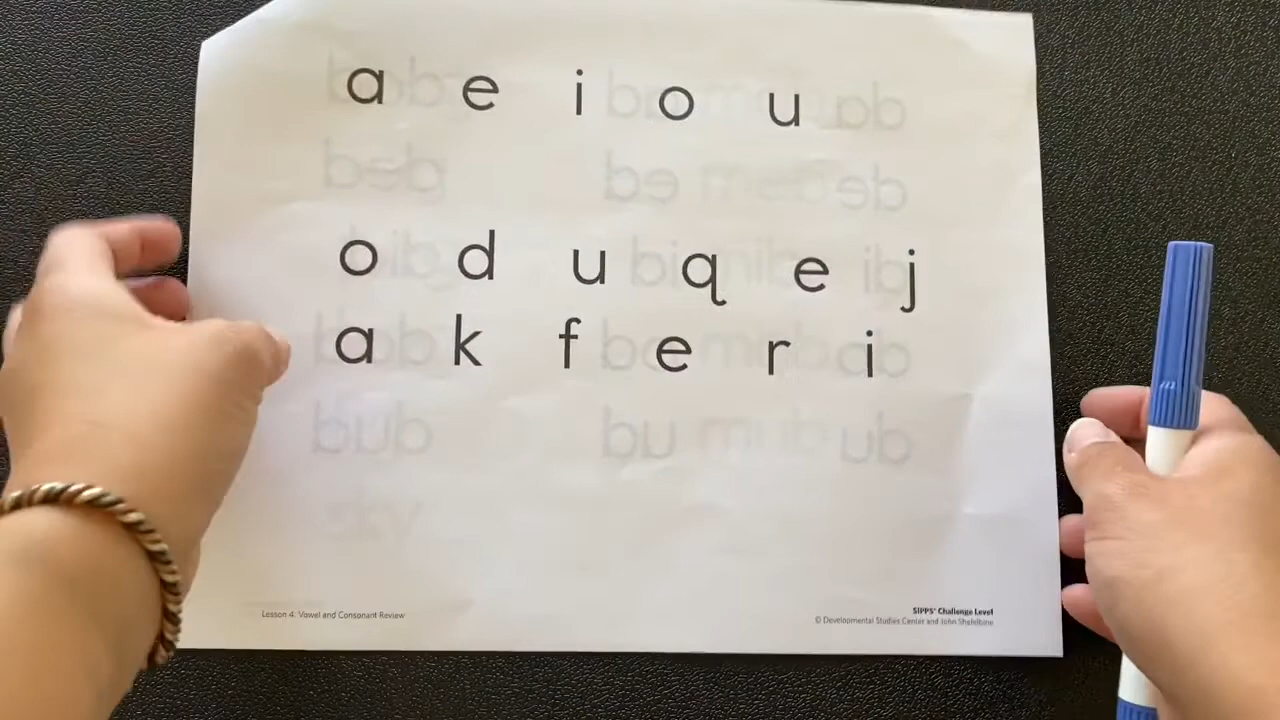 a e i o u
o d u q e j
a k f e r i
Lesson 4: Vowel and Consonant Review
SIPPS® Challenge Level
© Developmental Studies Center and John Shefelbine